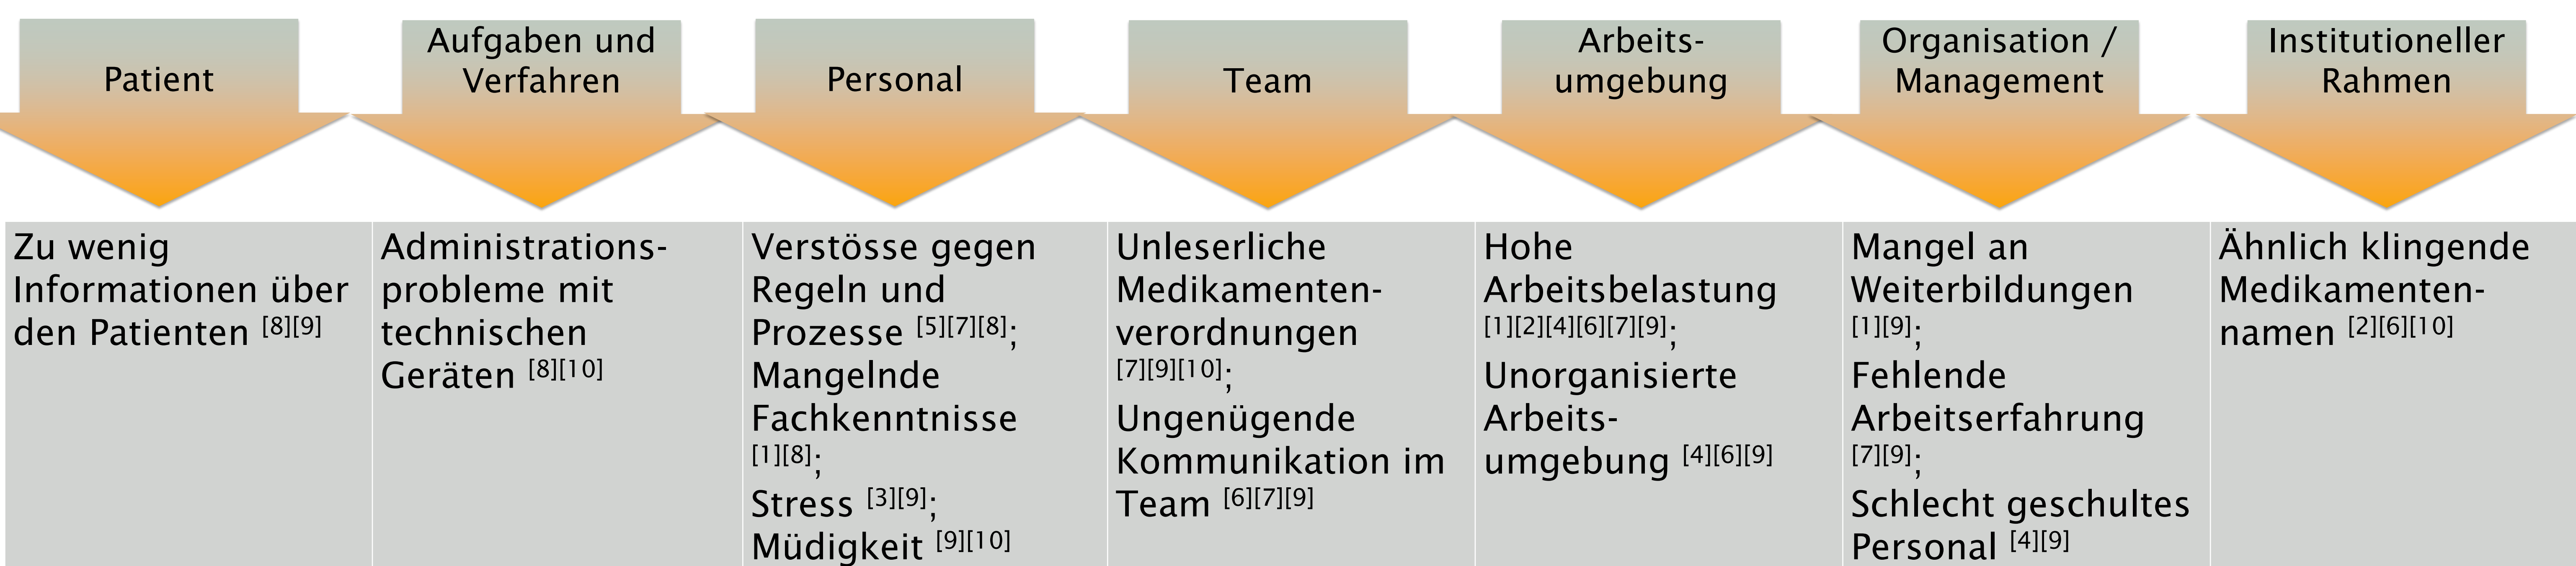 Patient
Aufgaben und
Verfahren
Personal
Team
Arbeits-
umgebung
Organisation /
Management
Institutioneller
Rahmen
Zu wenig
Informationen über
den Patienten [8][9]
Administrations-
probleme mit
technischen
Geräten [8][10]
Verstösse gegen
Regeln und
Prozesse [5][7][8];
Mangelnde
Fachkenntnisse
[1][8];
Stress [3][9];
Müdigkeit [9][10]
Unleserliche
Medikamenten-
verordnungen
[7][9][10];
Ungenügende
Kommunikation im
Team [6][7][9]
Hohe
Arbeitsbelastung
[1][2][4][6][7][9];
Unorganisierte
Arbeits-
umgebung [4][6][9]
Mangel an
Weiterbildungen
[1][9];
Fehlende
Arbeitserfahrung
[7][9];
Schlecht geschultes
Personal [4][9]
Ähnlich klingende
Medikamenten-
namen [2][6][10]